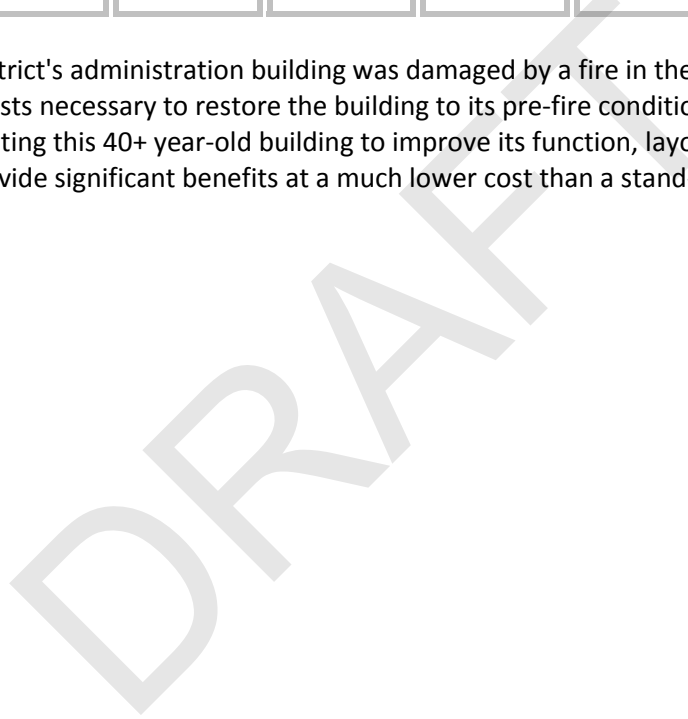 trict's administration building was damaged by a fire in the
sts necessary to restore the building to its pre-fire conditio
ting this 40+ year-old building to improve its function, layo
vide significant benefits at a much lower cost than a stand
DRAFT